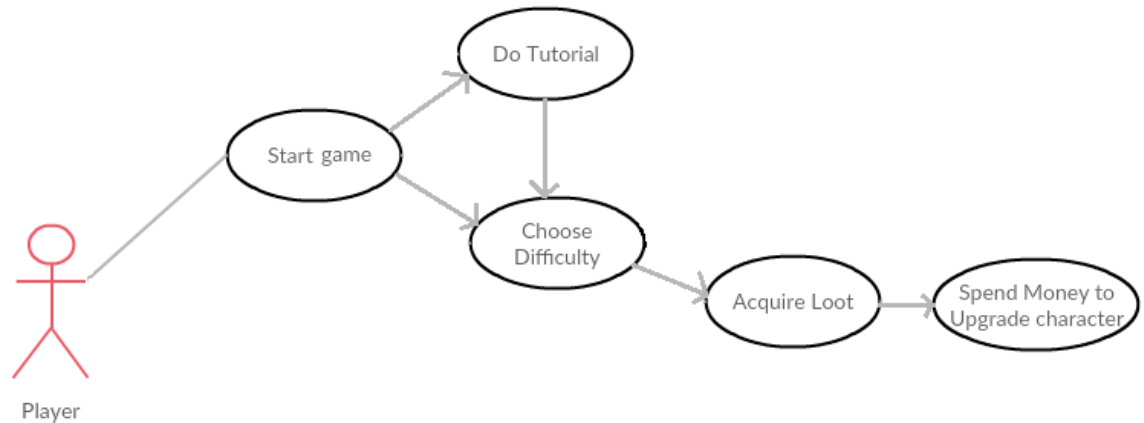 Do Tutorial
Start game
Choose
Difficulty
Acquire Loot
Spend Money to
Upgrade character
Player